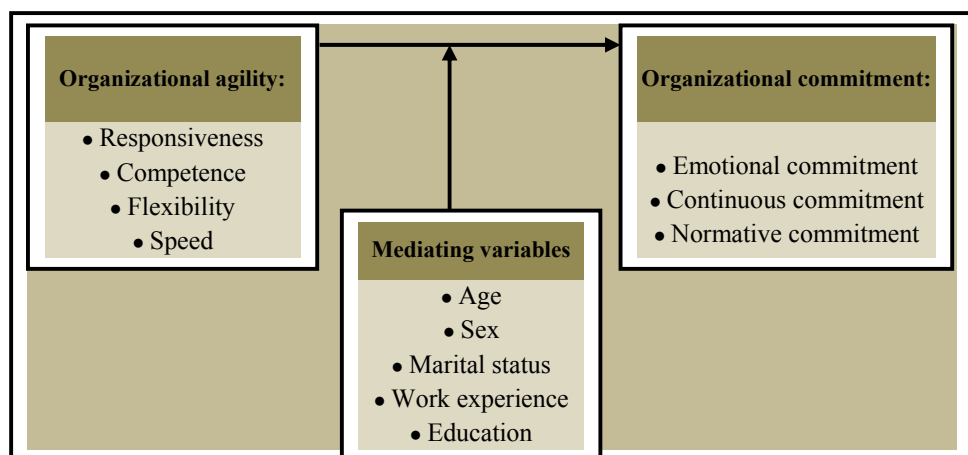 Organizational agility:
● Responsiveness
● Competence
● Flexibility
● Speed
Organizational commitment:
● Emotional commitment
● Continuous commitment
● Normative commitment
Mediating variables
● Age
● Sex
● Marital status
● Work experience
● Education